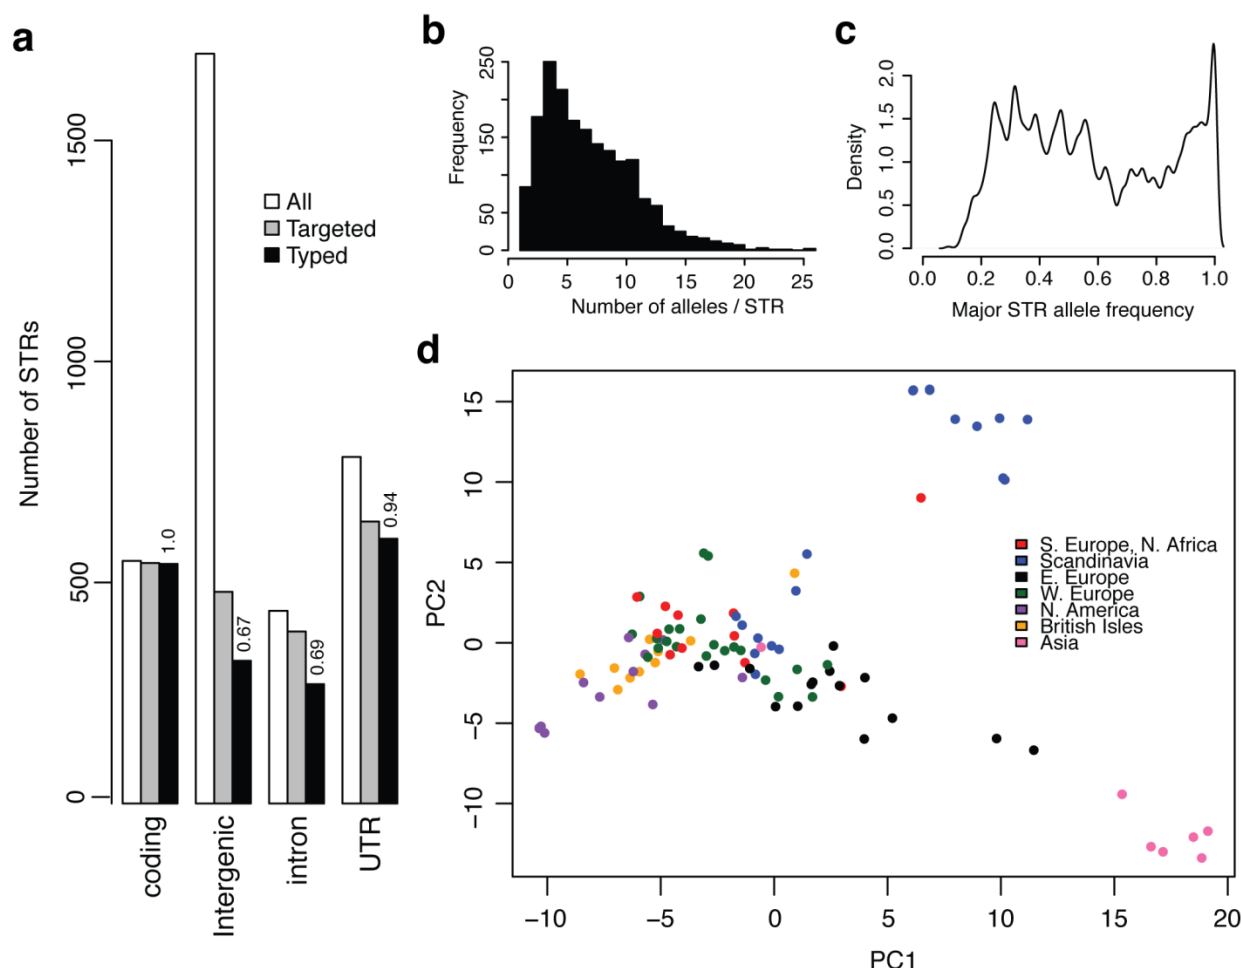 a
Number of STRs
1500
1000
500
0
All
Targeted
Typed
1.0
0.67
0.69
0.94
coding
Intergenic
intron
UTR
b
Frequency
250
150
50
0
0 5 10 15 20 25
Number of alleles / STR
c
Density
2.0
1.5
1.0
0.5
0.0
0.0 0.2 0.4 0.6 0.8 1.0
Major STR allele frequency
d
PC2
15
10
5
0
−5
−10
S. Europe, N. Africa
Scandinavia
E. Europe
W. Europe
N. America
British Isles
Asia
−10 −5 0 5 10 15 20
PC1